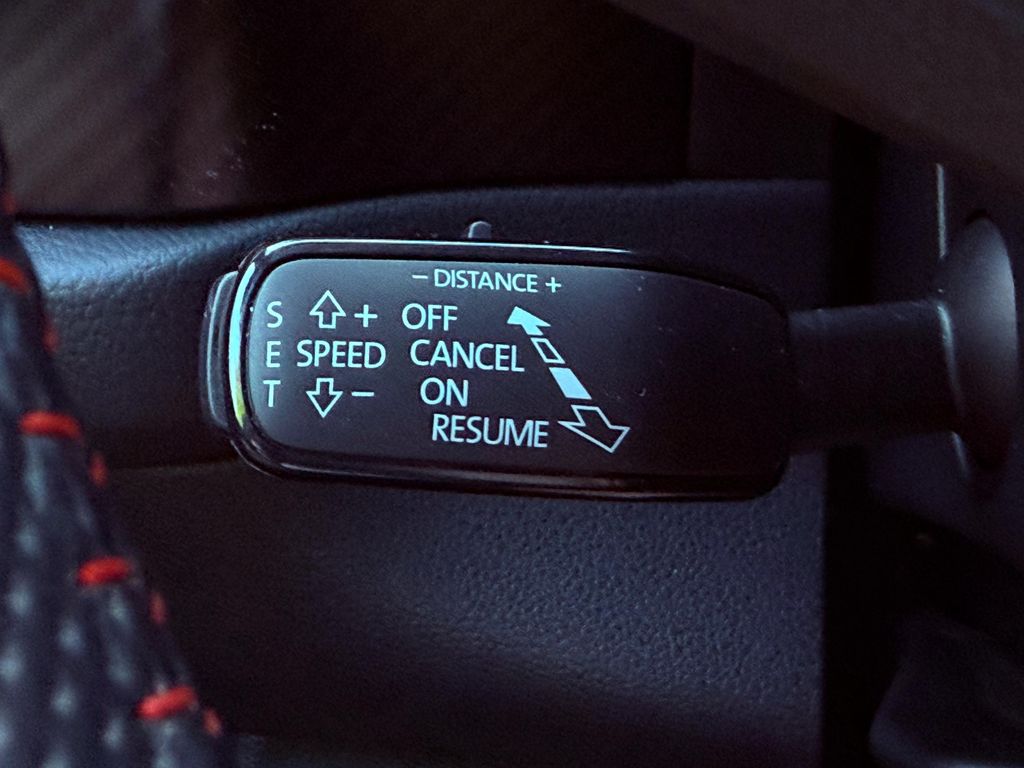 - DISTANCE +
S + OFF
E SPEED CANCEL
T - ON
RESUME